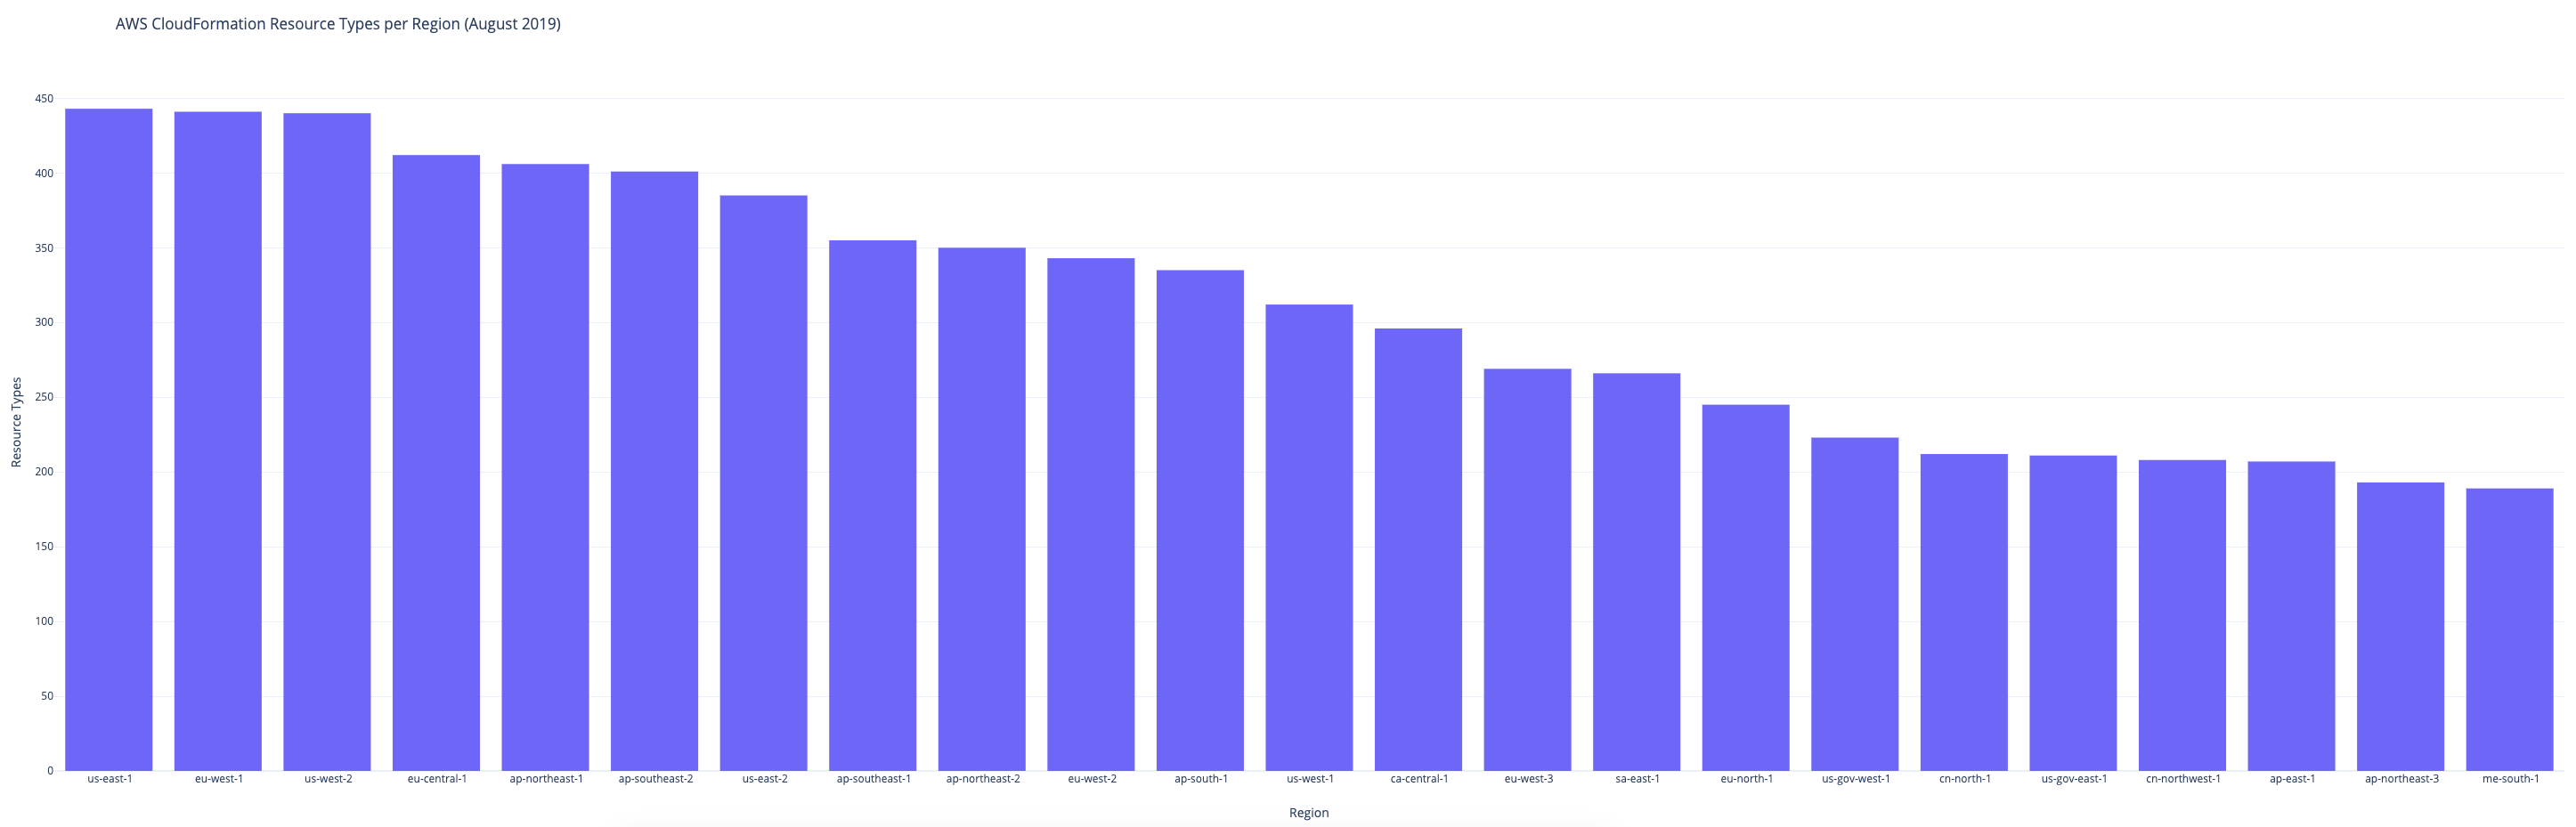 AWS CloudFormation Resource Types per Region (August 2019)
450
400
350
300
250
200
150
100
50
0
Resource Types
us-east-1
eu-west-1
us-west-2
eu-central-1
ap-northeast-1
ap-southeast-2
us-east-2
ap-southeast-1
ap-northeast-2
eu-west-2
ap-south-1
us-west-1
ca-central-1
eu-west-3
sa-east-1
eu-north-1
us-gov-west-1
cn-north-1
us-gov-east-1
cn-northwest-1
ap-east-1
ap-northeast-3
me-south-1
Region